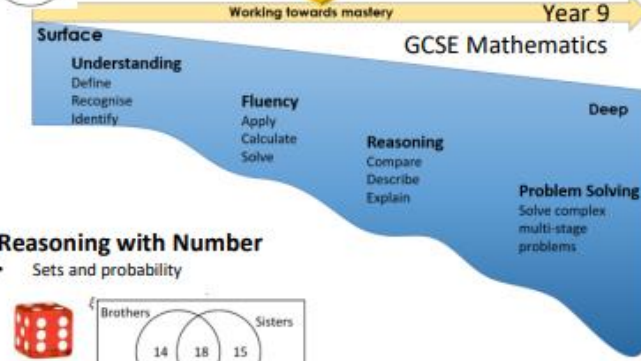 Working towards mastery
Year 9
GCSE Mathematics
Surface
Understanding
Define
Recognise
Identify
Fluency
Apply
Calculate
Solve
Reasoning
Compare
Describe
Explain
Deep
Problem Solving
Solve complex
multi-stage
problems
Reasoning with Number
• Sets and probability
ξ
Brothers
Sisters
14 18 15